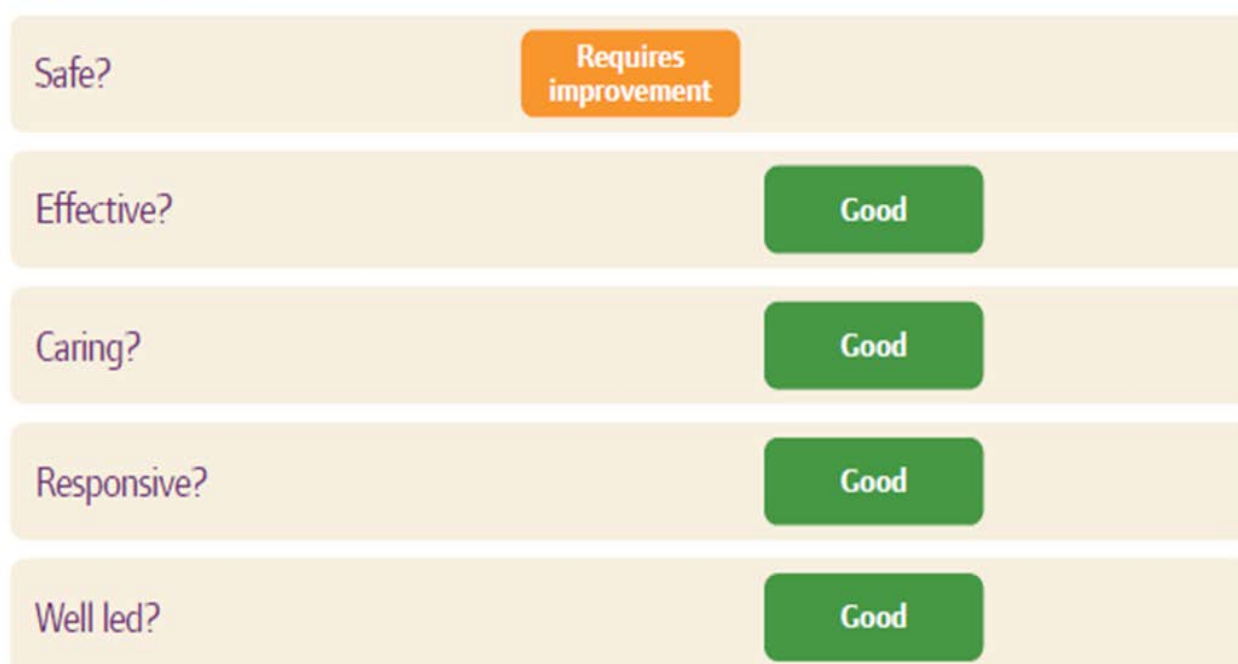 Safe?
Requires
improvement
Effective?
Good
Caring?
Good
Responsive?
Good
Well led?
Good